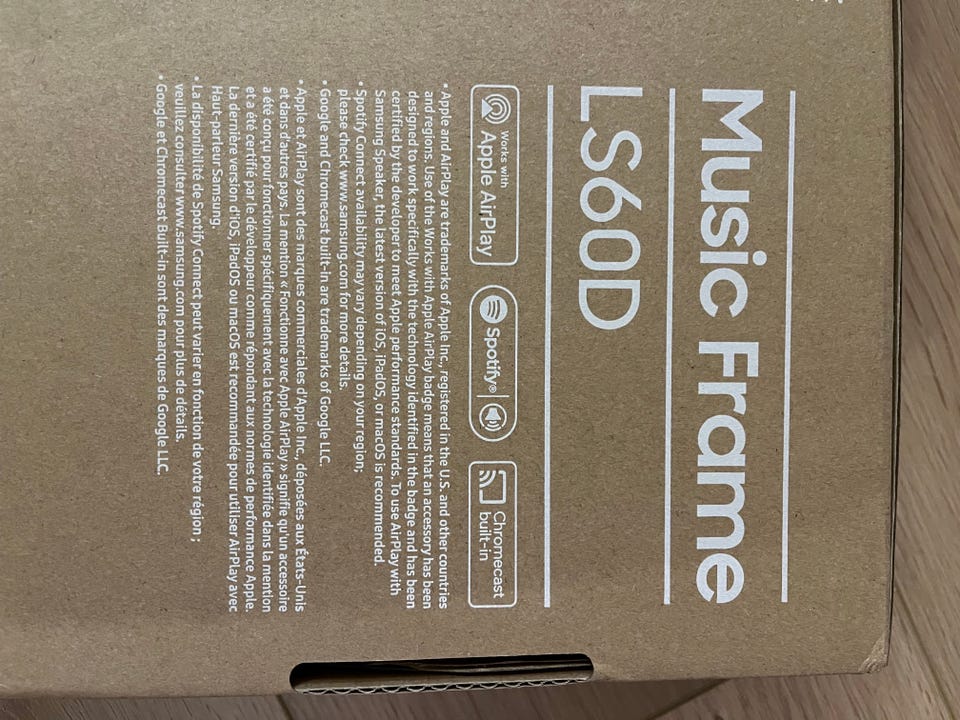 Music Frame
LS60D
Works with
Apple AirPlay
Spotify®
Chromecast
built-in
• Apple and AirPlay are trademarks of Apple Inc., registered in the U.S. and other countries
and regions. Use of the Works with Apple AirPlay badge means that an accessory has been
designed to work specifically with the technology identified in the badge and has been
certified by the developer to meet Apple performance standards. To use AirPlay with
Samsung Speaker, the latest version of iOS, iPadOS, or macOS is recommended.
• Spotify Connect availability may vary depending on your region;
please check www.samsung.com for more details.
• Google and Chromecast built-in are trademarks of Google LLC.
• Apple et AirPlay sont des marques commerciales d'Apple Inc., déposées aux États-Unis
et dans d'autres pays. La mention « Fonctionne avec Apple AirPlay » signifie qu'un accessoire
a été conçu pour fonctionner spécifiquement avec la technologie identifiée dans la mention
et a été certifié par le développeur comme répondant aux normes de performance Apple.
La dernière version d'iOS, iPadOS ou macOS est recommandée pour utiliser AirPlay avec
Haut-parleur Samsung.
• La disponibilité de Spotify Connect peut varier en fonction de votre région ;
veuillez consulter www.samsung.com pour plus de détails.
• Google et Chromecast Built-in sont des marques de Google LLC.